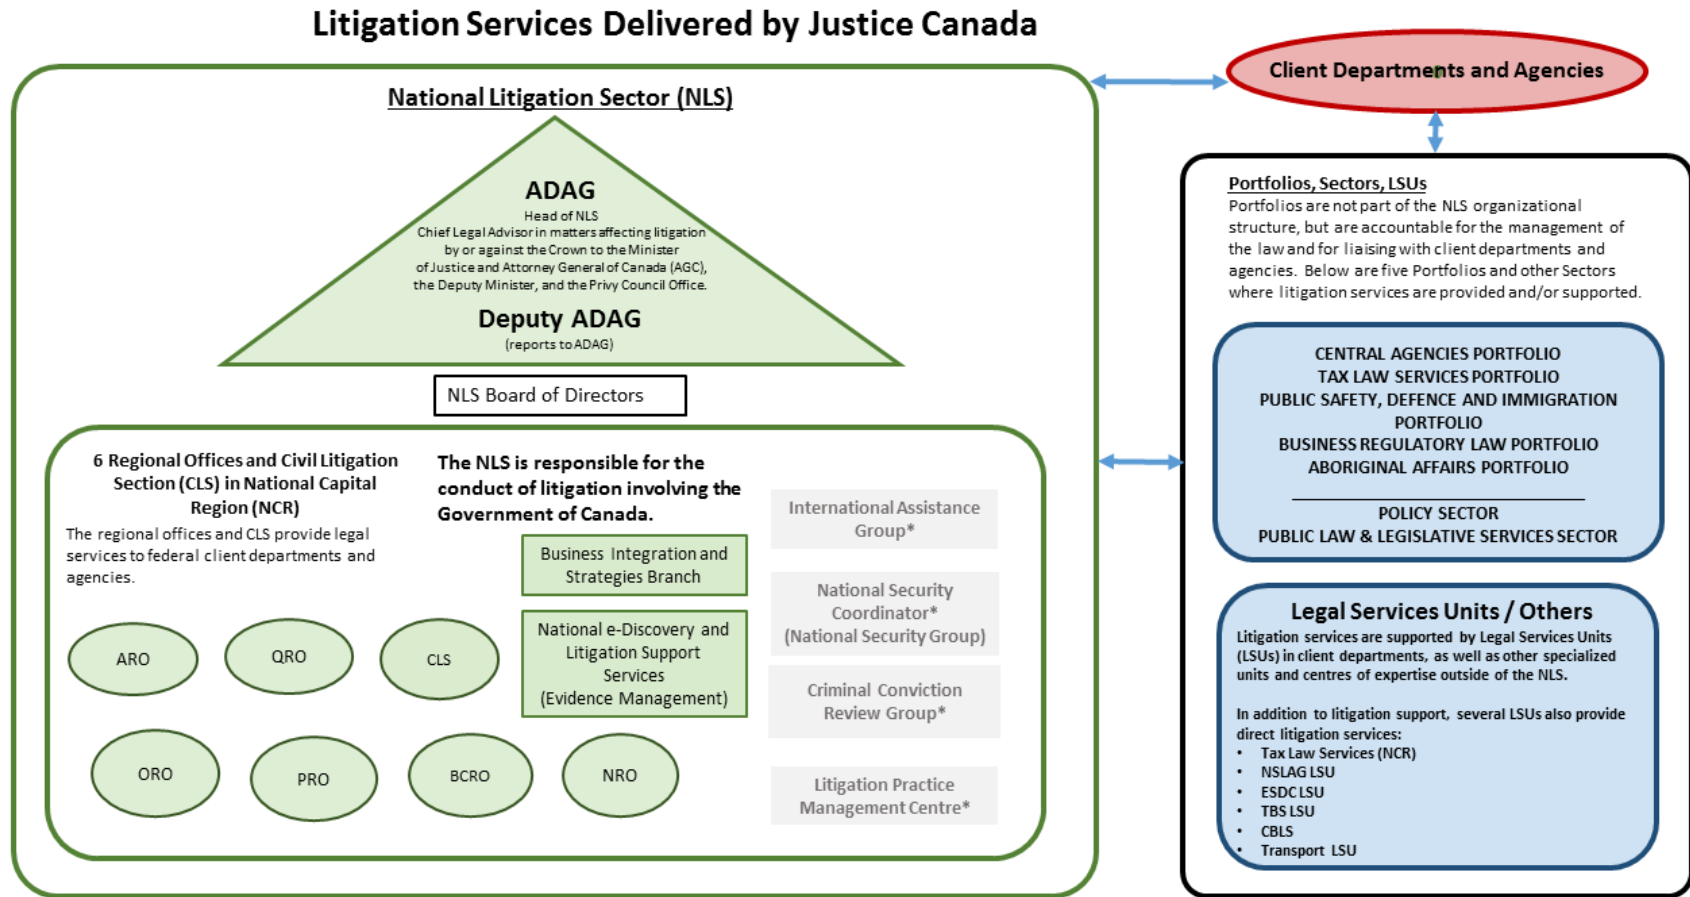 Litigation Services Delivered by Justice Canada
National Litigation Sector (NLS)
ADAG
Head of NLS
Chief Legal Advisor in matters affecting litigation
by or against the Crown to the Minister
of Justice and Attorney General of Canada (AGC),
the Deputy Minister, and the Privy Council Office.
Deputy ADAG
(reports to ADAG)
NLS Board of Directors
6 Regional Offices and Civil Litigation
Section (CLS) in National Capital
Region (NCR)
The regional offices and CLS provide legal
services to federal client departments and
agencies.
ARO
QRO
CLS
ORO
PRO
BCRO
NRO
The NLS is responsible for the
conduct of litigation involving the
Government of Canada.
Business Integration and
Strategies Branch
National e-Discovery and
Litigation Support
Services
(Evidence Management)
International Assistance
Group*
National Security
Coordinator*
(National Security Group)
Criminal Conviction
Review Group*
Litigation Practice
Management Centre*
Client Departments and Agencies
Portfolios, Sectors, LSUs
Portfolios are not part of the NLS organizational
structure, but are accountable for the management of
the law and for liaising with client departments and
agencies. Below are five Portfolios and other Sectors
where litigation services are provided and/or supported.
CENTRAL AGENCIES PORTFOLIO
TAX LAW SERVICES PORTFOLIO
PUBLIC SAFETY, DEFENCE AND IMMIGRATION
PORTFOLIO
BUSINESS REGULATORY LAW PORTFOLIO
ABORIGINAL AFFAIRS PORTFOLIO
POLICY SECTOR
PUBLIC LAW & LEGISLATIVE SERVICES SECTOR
Legal Services Units / Others
Litigation services are supported by Legal Services Units
(LSUs) in client departments, as well as other specialized
units and centres of expertise outside of the NLS.
In addition to litigation support, several LSUs also provide
direct litigation services:
• Tax Law Services (NCR)
• NSLAG LSU
• ESDC LSU
• TBS LSU
• CBLS
• Transport LSU